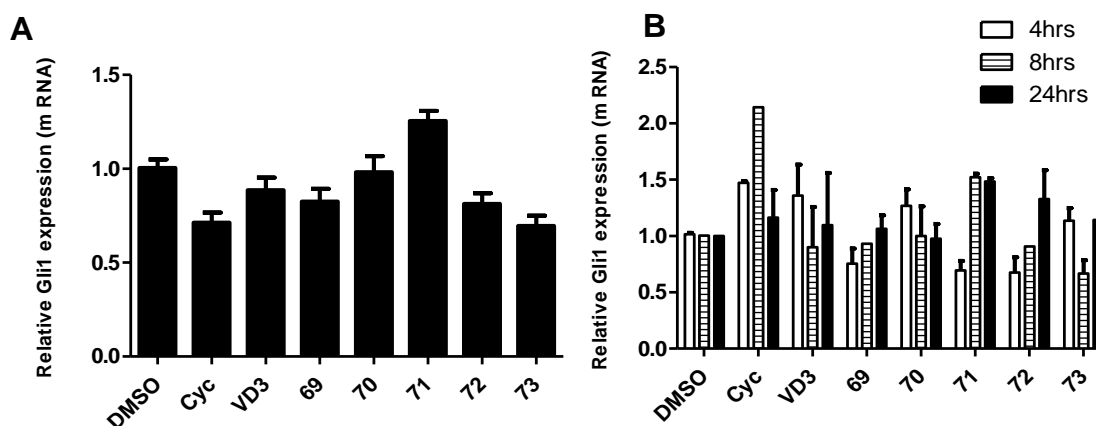 A
Relative Gli1 expression (m RNA)
1.5
1.0
0.5
0.0
DMSO
Cyc
VD3
69
70
71
72
73
B
4hrs
8hrs
24hrs
Relative Gli1 expression (m RNA)
2.5
2.0
1.5
1.0
0.5
0.0
DMSO
Cyc
VD3
69
70
71
72
73